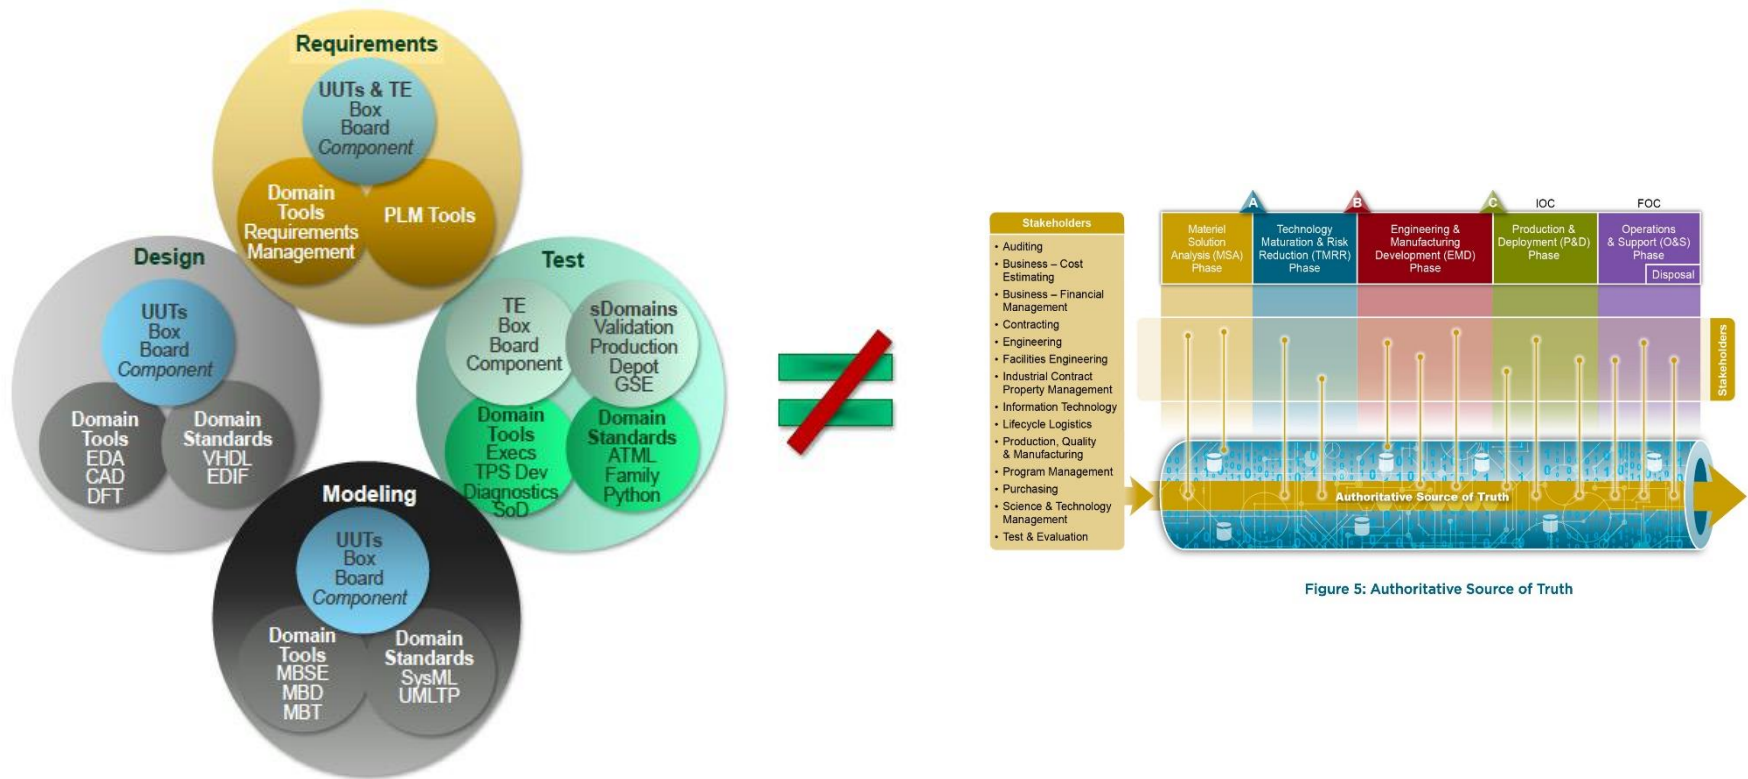 Requirements
UUTs & TE
Box
Board
Component
Domain
Tools
Requirements
Management
PLM Tools
Design
UUTs
Box
Board
Component
Domain
Tools
EDA
CAD
DFT
Domain
Standards
VHDL
EDIF
Test
TE
Box
Board
Component
sDomains
Validation
Production
Depot
GSE
Domain
Tools
Execs
TPS Dev
Diagnostics
SoD
Domain
Standards
ATML
Family
Python
Modeling
UUTs
Box
Board
Component
Domain
Tools
MBSE
MBD
MBT
Domain
Standards
SysML
UMLTP
Stakeholders
• Auditing
• Business – Cost
Estimating
• Business – Financial
Management
• Contracting
• Engineering
• Facilities Engineering
• Industrial Contract
Property Management
• Information Technology
• Lifecycle Logistics
• Production, Quality
& Manufacturing
• Program Management
• Purchasing
• Science & Technology
Management
• Test & Evaluation
A
B
C
IOC
FOC
Materiel
Solution
Analysis (MSA)
Phase
Technology
Maturation & Risk
Reduction (TMRR)
Phase
Engineering &
Manufacturing
Development (EMD)
Phase
Production &
Deployment (P&D)
Phase
Operations
& Support (O&S)
Phase
Disposal
Stakeholders
Authoritative Source of Truth
Figure 5: Authoritative Source of Truth